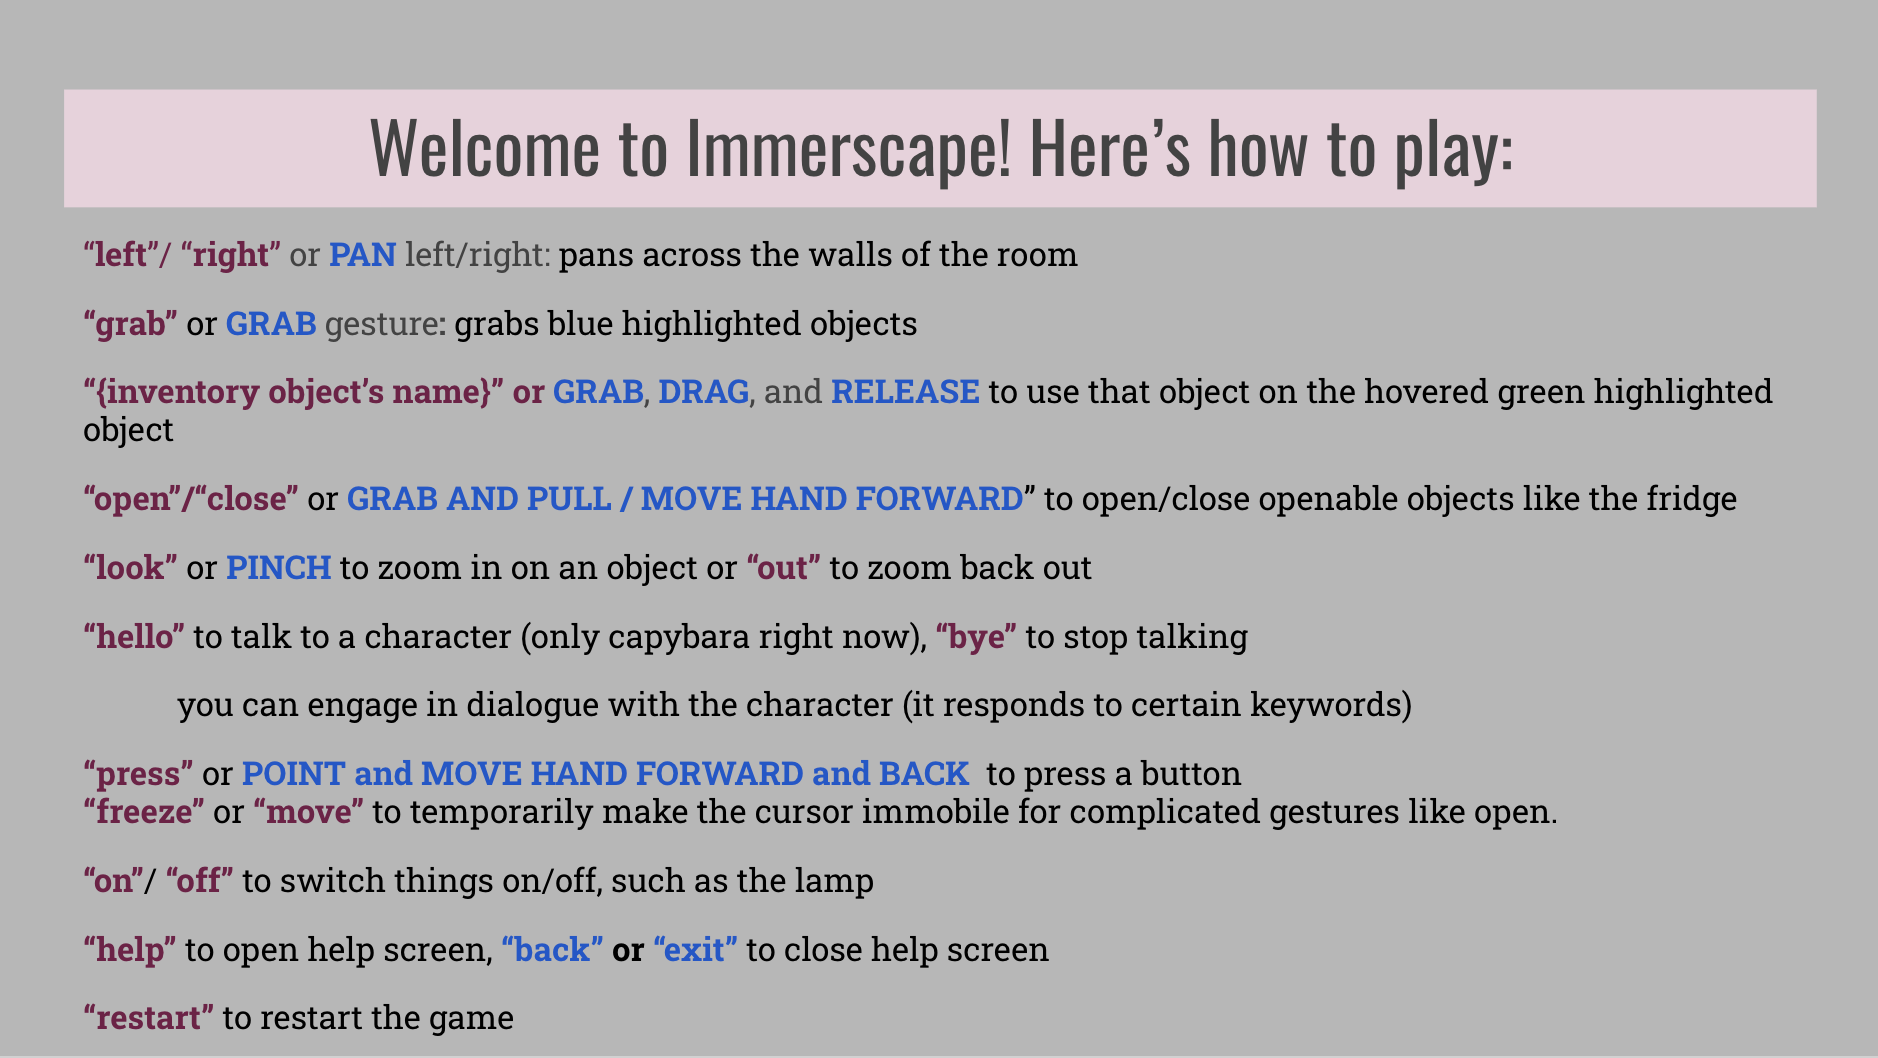 Welcome to Immerscape! Here’s how to play:
“left”/ “right” or PAN left/right: pans across the walls of the room
“grab” or GRAB gesture: grabs blue highlighted objects
“{inventory object’s name}” or GRAB, DRAG, and RELEASE to use that object on the hovered green highlighted
object
“open”/“close” or GRAB AND PULL / MOVE HAND FORWARD” to open/close openable objects like the fridge
“look” or PINCH to zoom in on an object or “out” to zoom back out
“hello” to talk to a character (only capybara right now), “bye” to stop talking
you can engage in dialogue with the character (it responds to certain keywords)
“press” or POINT and MOVE HAND FORWARD and BACK  to press a button
“freeze” or “move” to temporarily make the cursor immobile for complicated gestures like open.
“on”/ “off” to switch things on/off, such as the lamp
“help” to open help screen, “back” or “exit” to close help screen
“restart” to restart the game